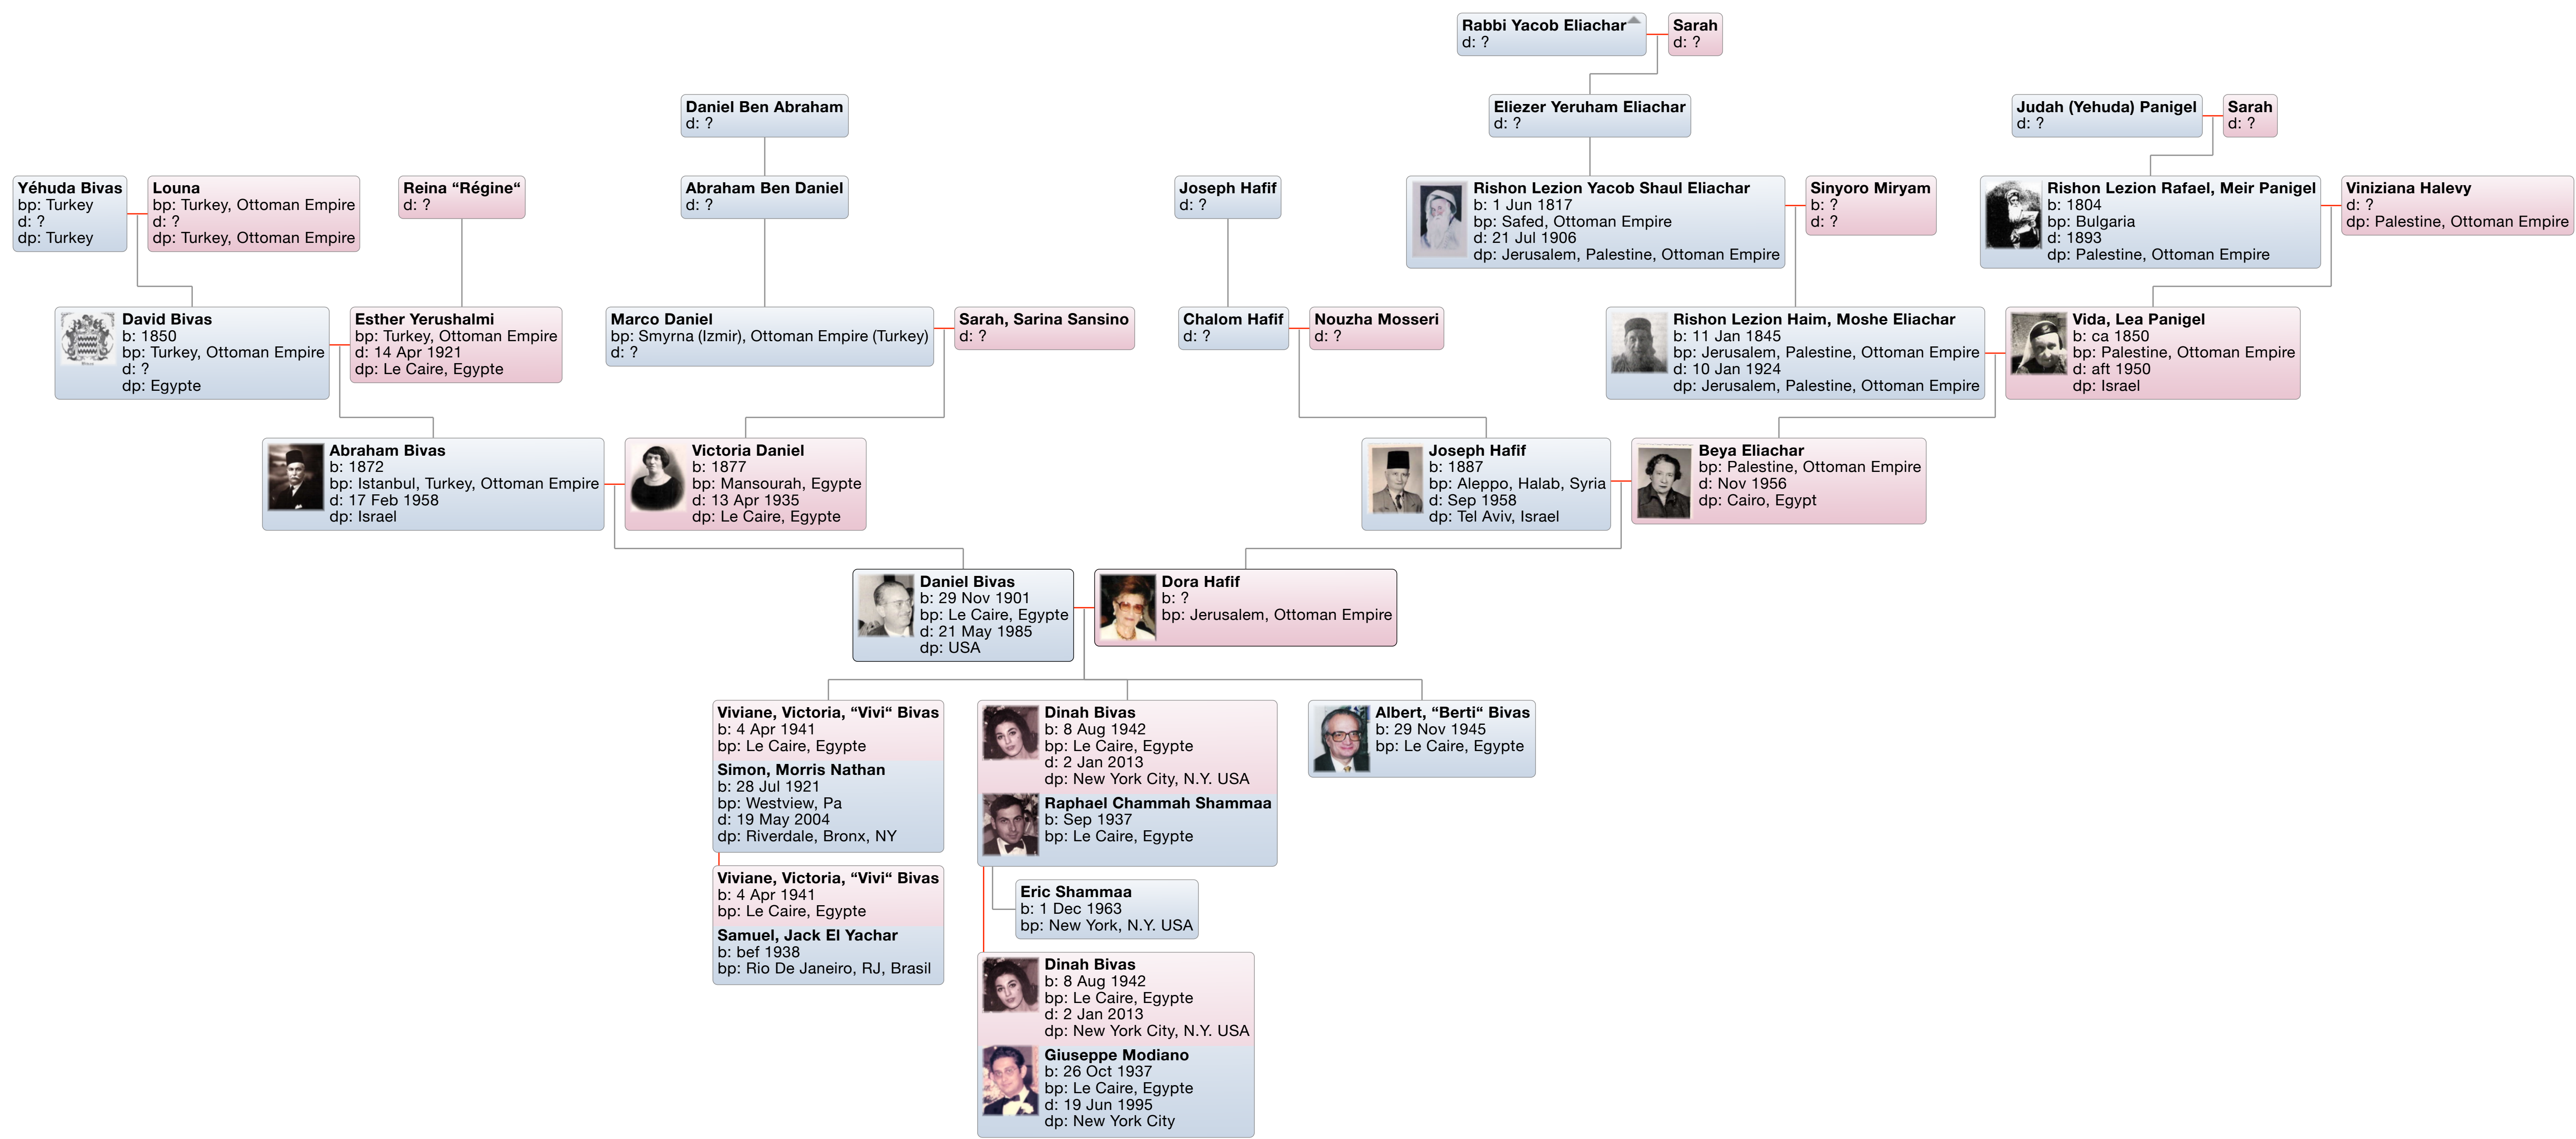 Rabbi Yacob Eliachar
d: ?
Sarah
d: ?
Daniel Ben Abraham
d: ?
Eliezer Yeruham Eliachar
d: ?
Judah (Yehuda) Panigel
d: ?
Sarah
d: ?
Yéhuda Bivas
bp: Turkey
d: ?
dp: Turkey
Louna
bp: Turkey, Ottoman Empire
d: ?
dp: Turkey, Ottoman Empire
Reina “Régine“
d: ?
Abraham Ben Daniel
d: ?
Joseph Hafif
d: ?
Rishon Lezion Yacob Shaul Eliachar
b: 1 Jun 1817
bp: Safed, Ottoman Empire
d: 21 Jul 1906
dp: Jerusalem, Palestine, Ottoman Empire
Sinyoro Miryam
b: ?
d: ?
Rishon Lezion Rafael, Meir Panigel
b: 1804
bp: Bulgaria
d: 1893
dp: Palestine, Ottoman Empire
Viniziana Halevy
d: ?
dp: Palestine, Ottoman Empire
David Bivas
b: 1850
bp: Turkey, Ottoman Empire
d: ?
dp: Egypte
Esther Yerushalmi
bp: Turkey, Ottoman Empire
d: 14 Apr 1921
dp: Le Caire, Egypte
Marco Daniel
bp: Smyrna (Izmir), Ottoman Empire (Turkey)
d: ?
Sarah, Sarina Sansino
d: ?
Chalom Hafif
d: ?
Nouzha Mosseri
d: ?
Rishon Lezion Haim, Moshe Eliachar
b: 11 Jan 1845
bp: Jerusalem, Palestine, Ottoman Empire
d: 10 Jan 1924
dp: Jerusalem, Palestine, Ottoman Empire
Vida, Lea Panigel
b: ca 1850
bp: Palestine, Ottoman Empire
d: aft 1950
dp: Israel
Abraham Bivas
b: 1872
bp: Istanbul, Turkey, Ottoman Empire
d: 17 Feb 1958
dp: Israel
Victoria Daniel
b: 1877
bp: Mansourah, Egypte
d: 13 Apr 1935
dp: Le Caire, Egypte
Joseph Hafif
b: 1887
bp: Aleppo, Halab, Syria
d: Sep 1958
dp: Tel Aviv, Israel
Beya Eliachar
bp: Palestine, Ottoman Empire
d: Nov 1956
dp: Cairo, Egypt
Daniel Bivas
b: 29 Nov 1901
bp: Le Caire, Egypte
d: 21 May 1985
dp: USA
Dora Hafif
b: ?
bp: Jerusalem, Ottoman Empire
Viviane, Victoria, “Vivi“ Bivas
b: 4 Apr 1941
bp: Le Caire, Egypte
Simon, Morris Nathan
b: 28 Jul 1921
bp: Westview, Pa
d: 19 May 2004
dp: Riverdale, Bronx, NY
Viviane, Victoria, “Vivi“ Bivas
b: 4 Apr 1941
bp: Le Caire, Egypte
Samuel, Jack El Yachar
b: bef 1938
bp: Rio De Janeiro, RJ, Brasil
Dinah Bivas
b: 8 Aug 1942
bp: Le Caire, Egypte
d: 2 Jan 2013
dp: New York City, N.Y. USA
Raphael Chammah Shammaa
b: Sep 1937
bp: Le Caire, Egypte
Eric Shammaa
b: 1 Dec 1963
bp: New York, N.Y. USA
Dinah Bivas
b: 8 Aug 1942
bp: Le Caire, Egypte
d: 2 Jan 2013
dp: New York City, N.Y. USA
Giuseppe Modiano
b: 26 Oct 1937
bp: Le Caire, Egypte
d: 19 Jun 1995
dp: New York City
Albert, “Berti“ Bivas
b: 29 Nov 1945
bp: Le Caire, Egypte